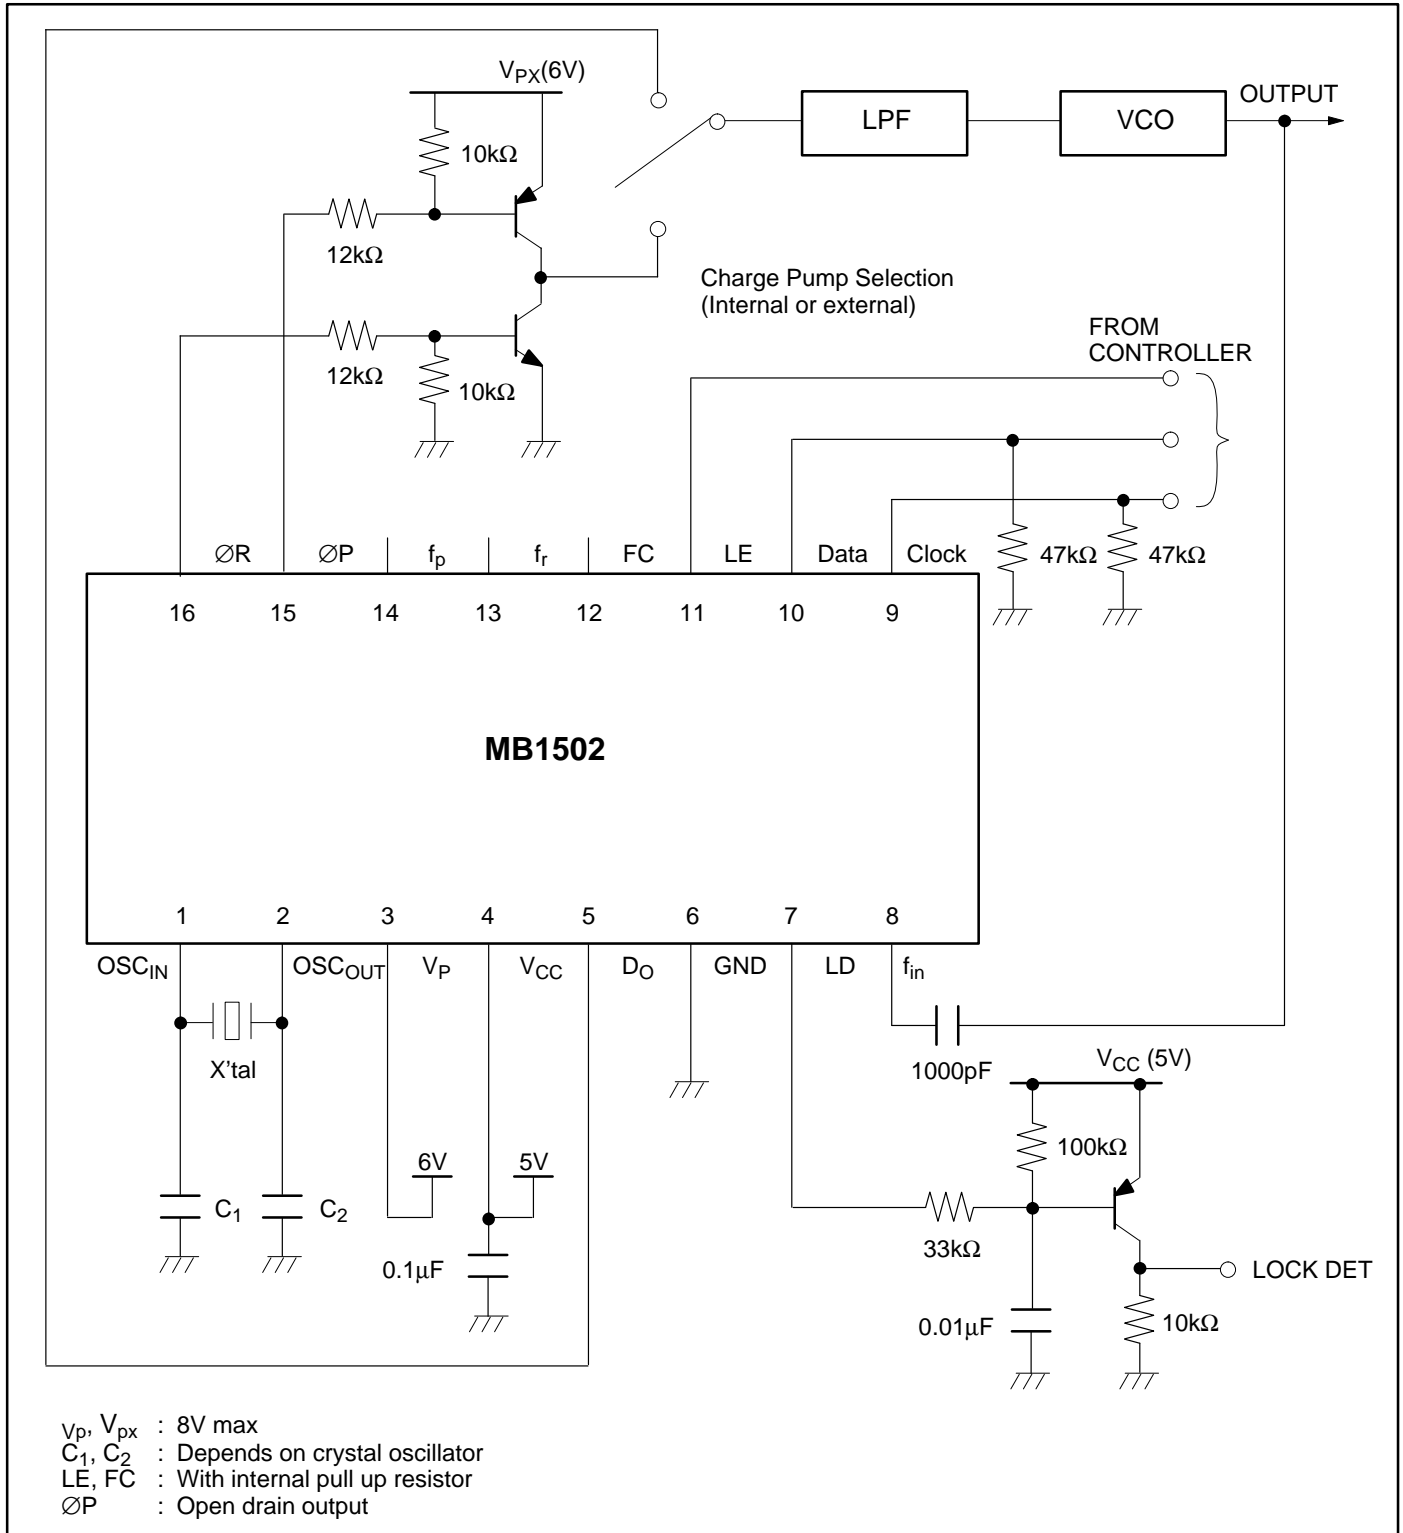 V_PX(6V)
OUTPUT
LPF
VCO
10kΩ
12kΩ
Charge Pump Selection
(Internal or external)
FROM
CONTROLLER
12kΩ
10kΩ
∅R ∅P f_p f_r FC LE Data Clock
47kΩ 47kΩ
16 15 14 13 12 11 10 9
MB1502
1 2 3 4 5 6 7 8
OSC_IN OSC_OUT V_P V_CC D_O GND LD f_in
X'tal
1000pF
V_CC (5V)
100kΩ
6V 5V
C_1 C_2
33kΩ
0.1µF
LOCK DET
0.01µF
10kΩ
V_p, V_px : 8V max
C_1, C_2 : Depends on crystal oscillator
LE, FC : With internal pull up resistor
∅P : Open drain output